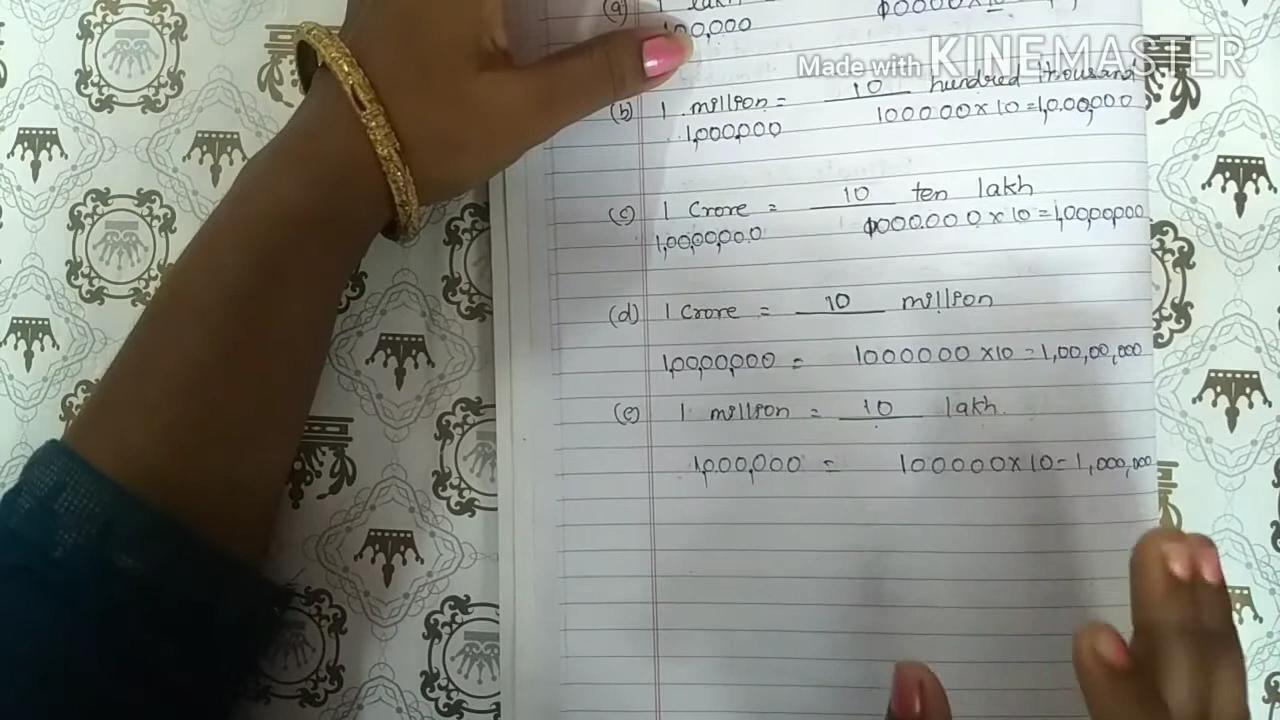 (a) 1 lakh
100,000
Made with KINEMASTER
(b) 1 million = 10 hundred thousand
1,000,000 100000 x 10 = 1,0,00,000
(c) 1 Crore = 10 ten lakh
1,00,00,000 1000000 x 10 = 1,00,00,000
(d) 1 Crore = 10 million
1,00,00,000 = 1000000 x 10 = 1,00,00,000
(e) 1 million = 10 lakh.
1,000,000 = 100000 x 10 = 1,000,000